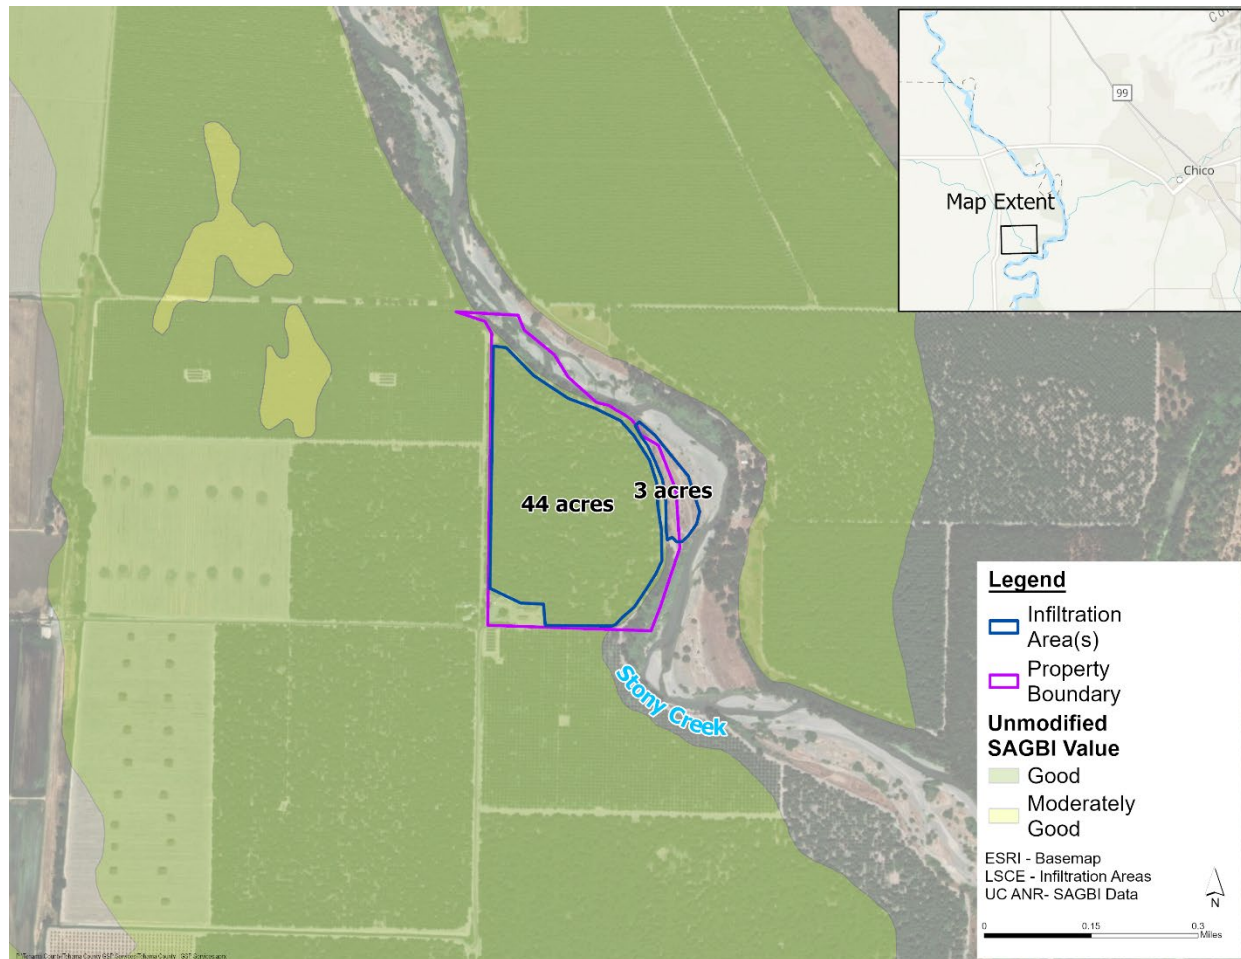 99
Chico
Map Extent
44 acres
3 acres
Stony Creek
Legend
Infiltration
Area(s)
Property
Boundary
Unmodified
SAGBI Value
Good
Moderately
Good
ESRI - Basemap
LSCE - Infiltration Areas
UC ANR- SAGBI Data
N
0 0.15 0.3
Miles